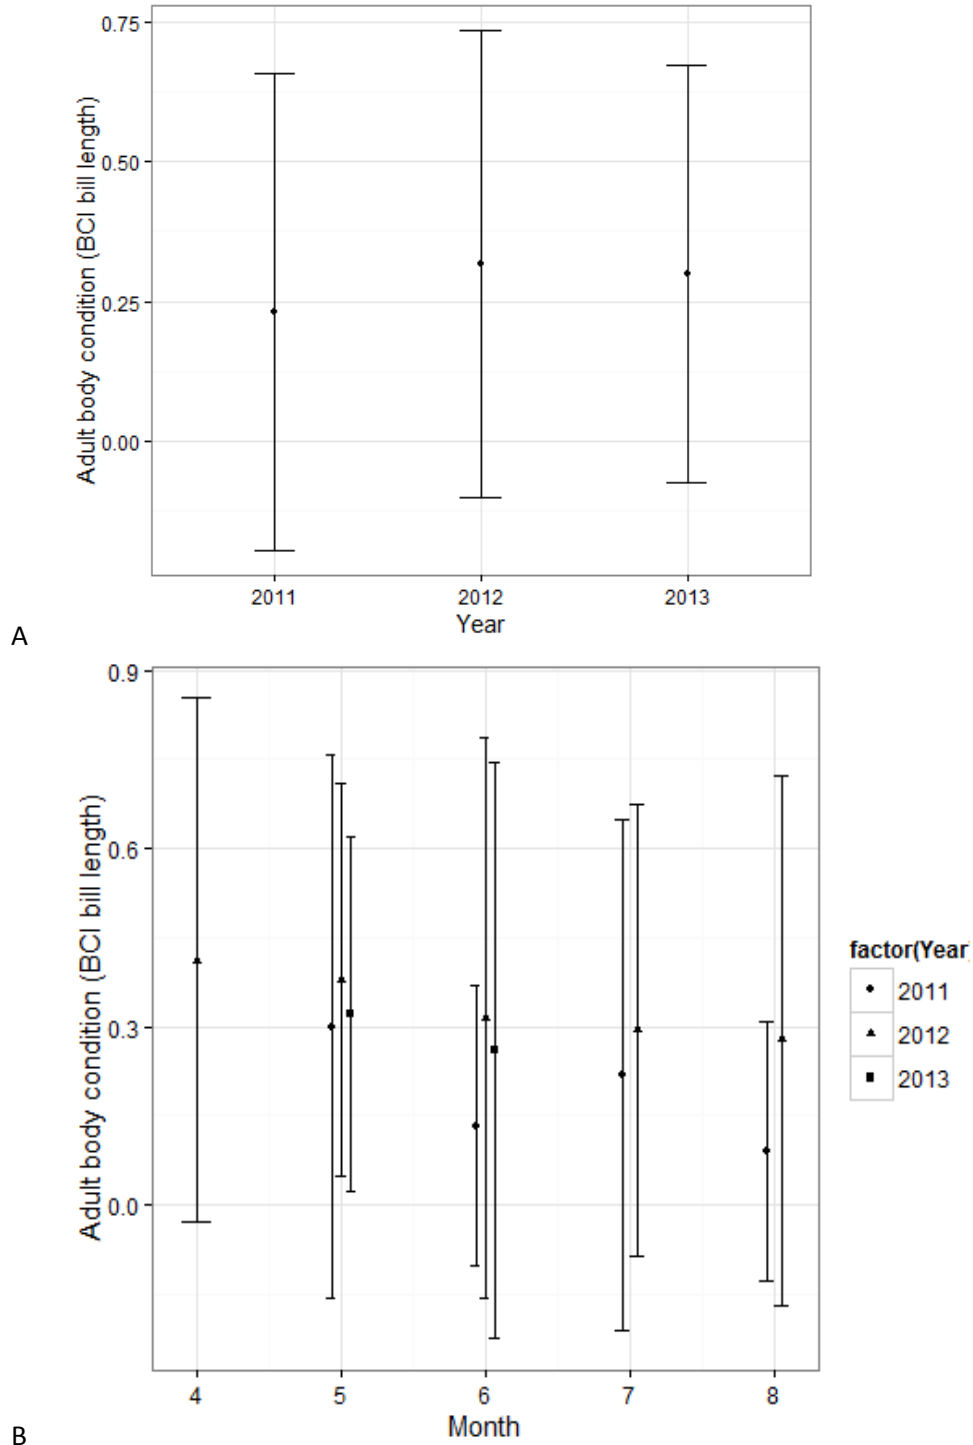 0.75
0.50
0.25
0.00
Adult body condition (BCI bill length)
2011 2012 2013
Year
A
0.9
0.6
0.3
0.0
Adult body condition (BCI bill length)
factor(Year)
2011
2012
2013
4 5 6 7 8
Month
B